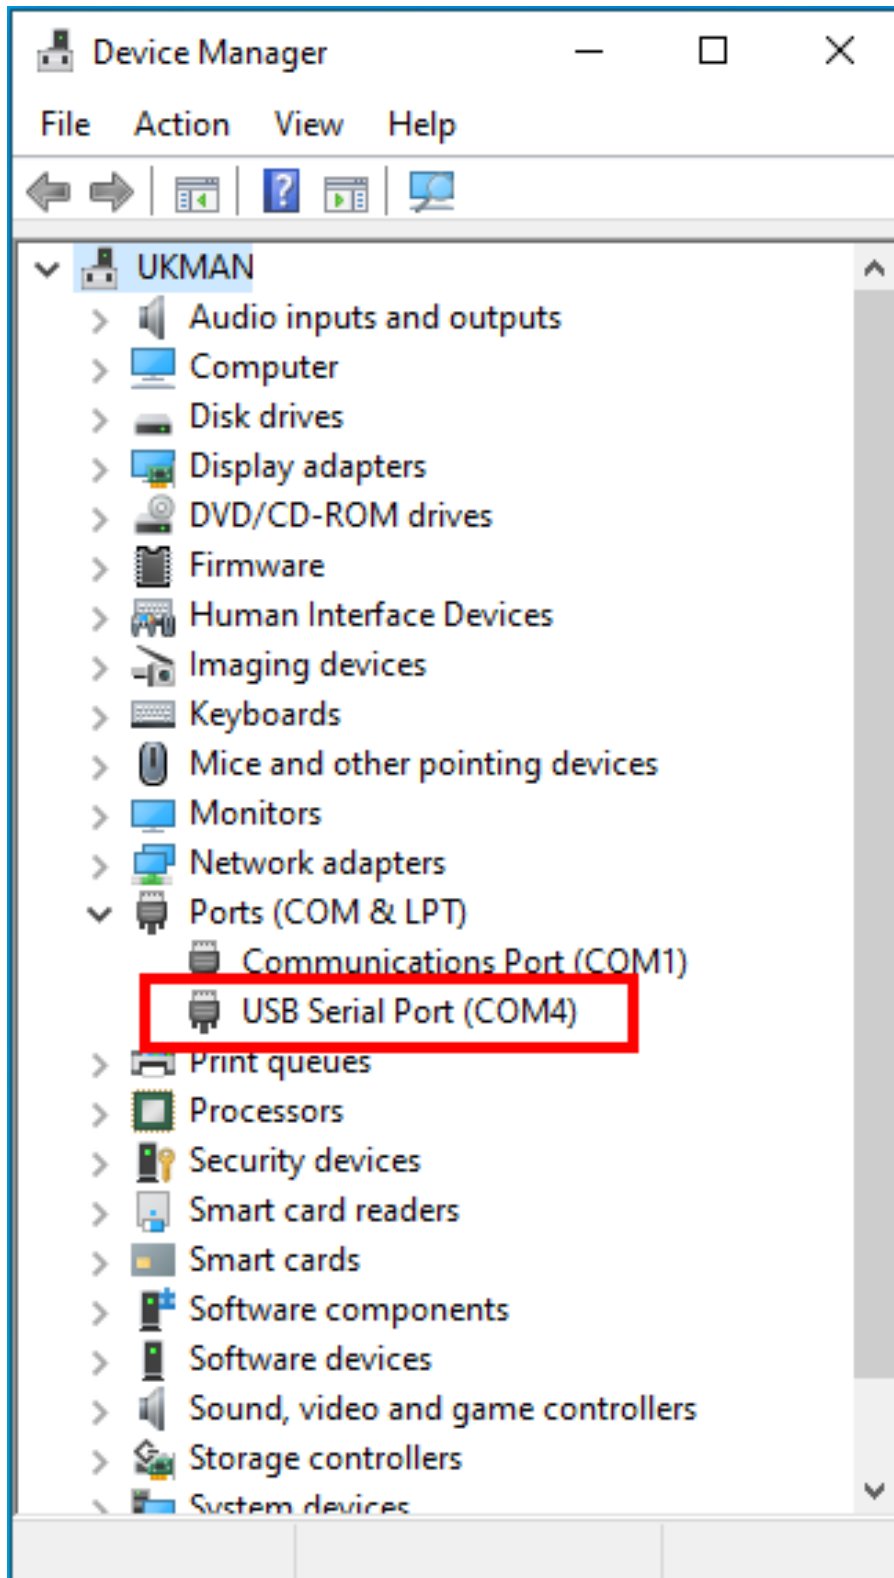 Device Manager
File Action View Help
UKMAN
Audio inputs and outputs
Computer
Disk drives
Display adapters
DVD/CD-ROM drives
Firmware
Human Interface Devices
Imaging devices
Keyboards
Mice and other pointing devices
Monitors
Network adapters
Ports (COM & LPT)
Communications Port (COM1)
USB Serial Port (COM4)
Print queues
Processors
Security devices
Smart card readers
Smart cards
Software components
Software devices
Sound, video and game controllers
Storage controllers
System devices